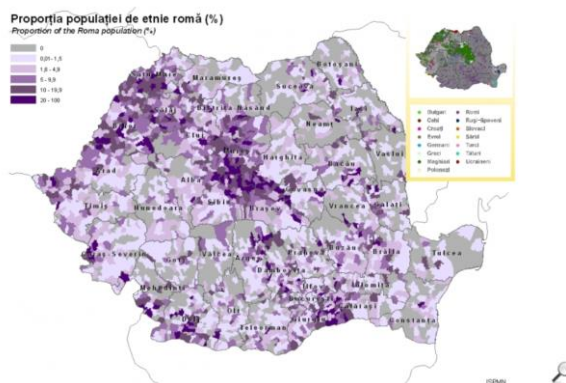 Proporția populației de etnie romă (%)
Proportion of the Roma population (%)
0
0,01 - 1,5
1,6 - 4,9
5 - 9,9
10 - 19,9
20 - 100
Maramureș
Botoșani
Suceava
Bistrița Năsăud
Iași
Neamț
Cluj
Mureș
Harghita
Bacău
Vaslui
Arad
Alba
Covasna
Timiș
Hunedoara
Sibiu
Brașov
Vrancea
Galați
Caraș-Severin
Gorj
Vâlcea
Argeș
Prahova
Buzău
Brăila
Tulcea
Dâmbovița
Mehedinți
Ialomița
București
Călărași
Dolj
Olt
Teleorman
Giurgiu
Constanța
Bulgari
Cehi
Croați
Evrei
Germani
Greci
Maghiari
Polonezi
Romi
Ruși-lipoveni
Slovaci
Sârbi
Turci
Tătari
Ucraineni